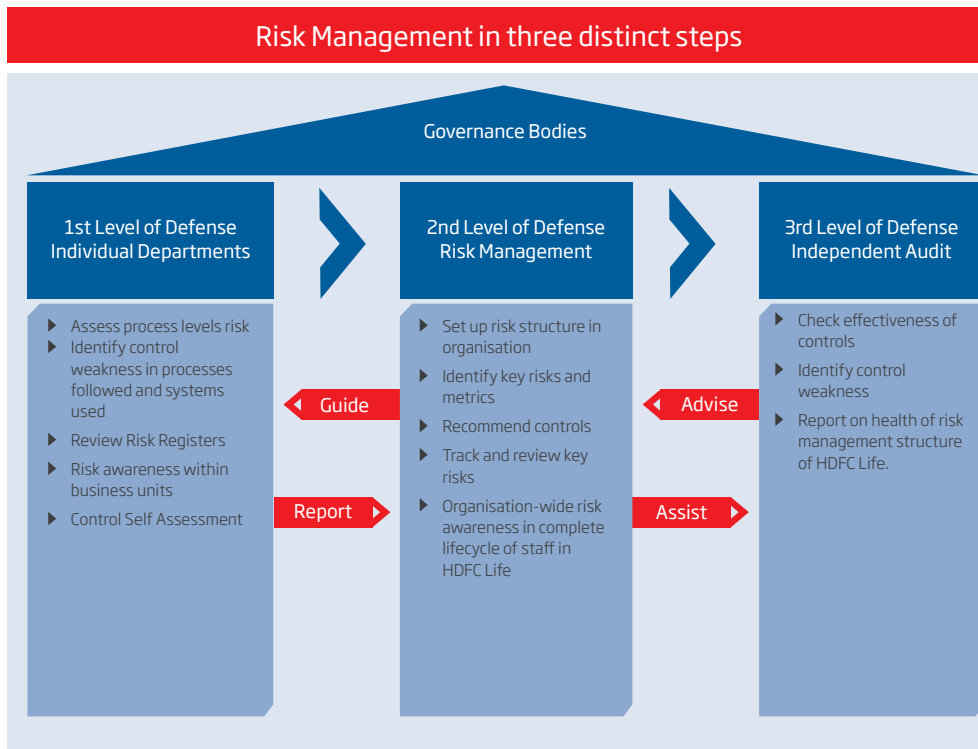 Risk Management in three distinct steps
Governance Bodies
1st Level of Defense
Individual Departments
Assess process levels risk
Identify control
weakness in processes
followed and systems
used
Review Risk Registers
Risk awareness within
business units
Control Self Assessment
Guide
Report
2nd Level of Defense
Risk Management
Set up risk structure in
organisation
Identify key risks and
metrics
Recommend controls
Track and review key
risks
Organisation-wide risk
awareness in complete
lifecycle of staff in
HDFC Life
Advise
Assist
3rd Level of Defense
Independent Audit
Check effectiveness of
controls
Identify control
weakness
Report on health of risk
management structure
of HDFC Life.